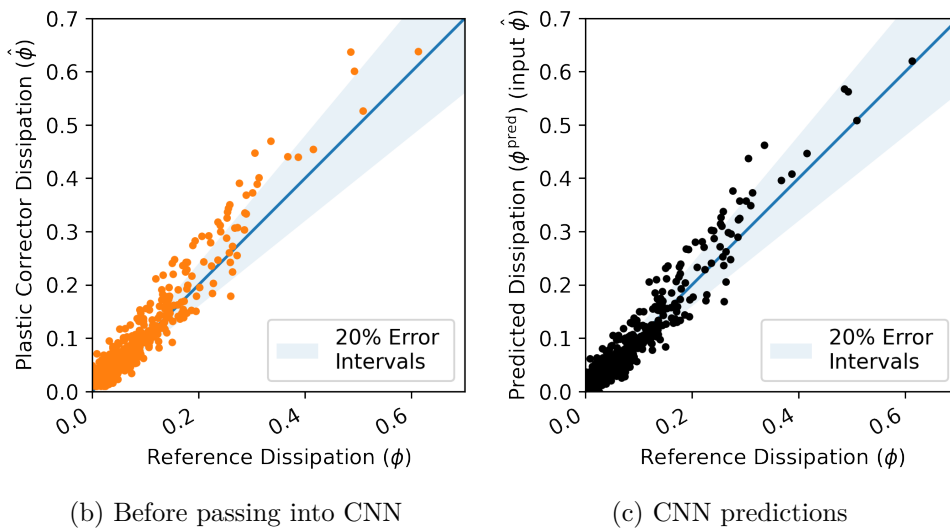 0.7
0.6
0.5
0.4
0.3
0.2
0.1
0.0
Plastic Corrector Dissipation (ϕ̂)
20% Error
Intervals
0.0
0.2
0.4
0.6
Reference Dissipation (ϕ)
(b) Before passing into CNN
0.7
0.6
0.5
0.4
0.3
0.2
0.1
0.0
Predicted Dissipation (ϕ^pred) (input ϕ̂)
20% Error
Intervals
0.0
0.2
0.4
0.6
Reference Dissipation (ϕ)
(c) CNN predictions